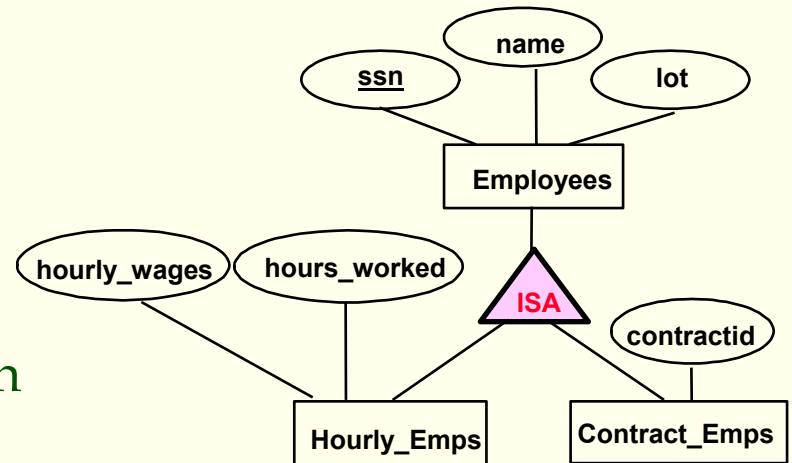 name
ssn
lot
Employees
hourly_wages
hours_worked
ISA
contractid
n
Hourly_Emps
Contract_Emps